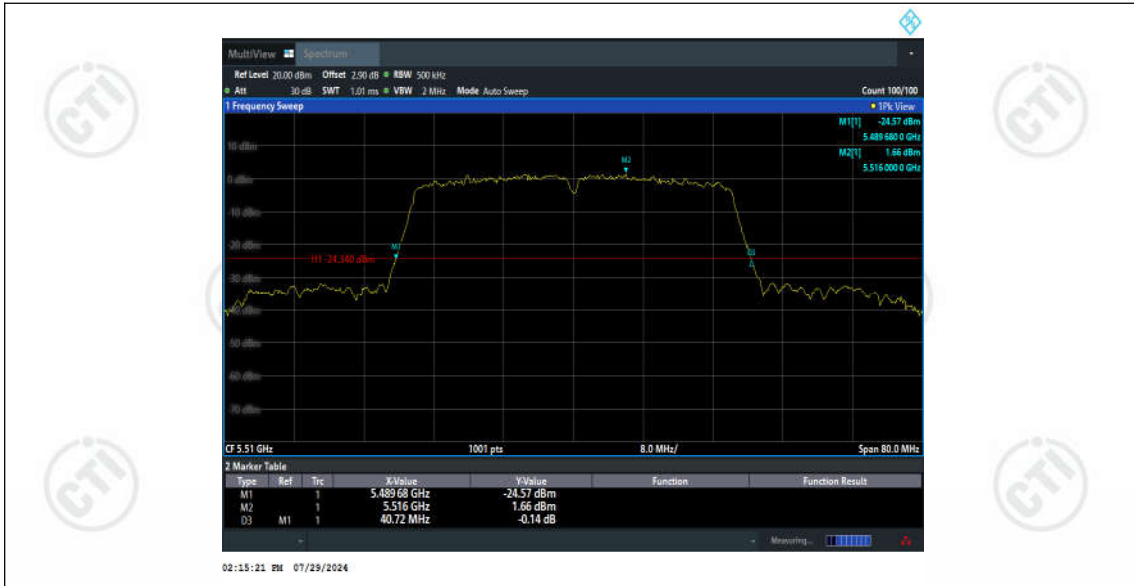 MultiView Spectrum
Ref Level 20.00 dBm Offset 2.90 dB RBW 500 kHz
Att 30 dB SWT 1.01 ms VBW 2 MHz Mode Auto Sweep Count 100/100
1 Frequency Sweep 1Pk View
M1[1] -24.57 dBm
5.489 680 0 GHz
M2[1] 1.66 dBm
5.516 000 0 GHz
10 dBm
M2
0 dBm
-10 dBm
-20 dBm
M1
D3
H1 -24.340 dBm
-30 dBm
-40 dBm
-50 dBm
-60 dBm
-70 dBm
CF 5.51 GHz 1001 pts 8.0 MHz/ Span 80.0 MHz
2 Marker Table
Type Ref Trc X-Value Y-Value Function Function Result
M1 1 5.489 68 GHz -24.57 dBm
M2 1 5.516 GHz 1.66 dBm
D3 M1 1 40.72 MHz -0.14 dB
Measuring...
02:15:21 PM 07/29/2024
CTI
CTI
CTI
CTI